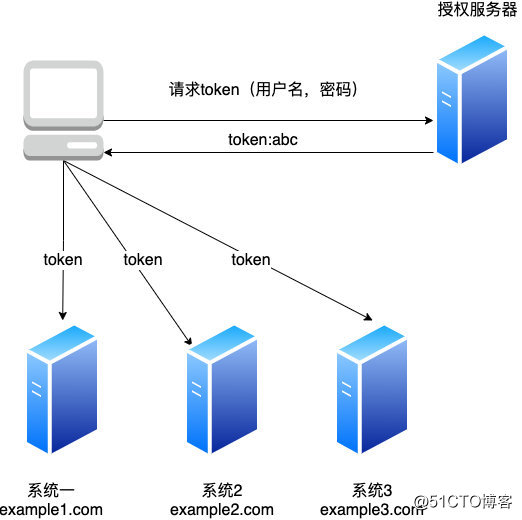 授权服务器
请求token（用户名，密码）
token:abc
token
token
token
系统一
example1.com
系统2
example2.com
系统3
example3.com
@51CTO博客